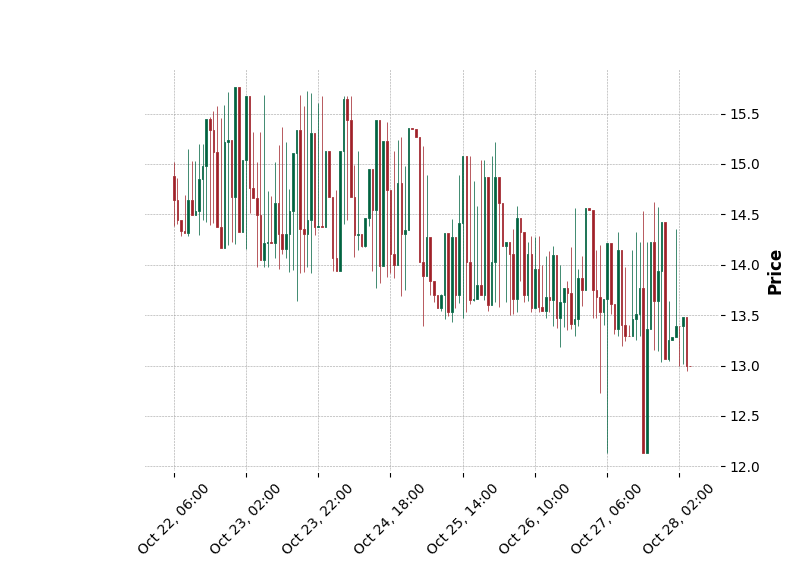 15.5
15.0
14.5
14.0
13.5
13.0
12.5
12.0
Price
Oct 22, 06:00
Oct 23, 02:00
Oct 23, 22:00
Oct 24, 18:00
Oct 25, 14:00
Oct 26, 10:00
Oct 27, 06:00
Oct 28, 02:00